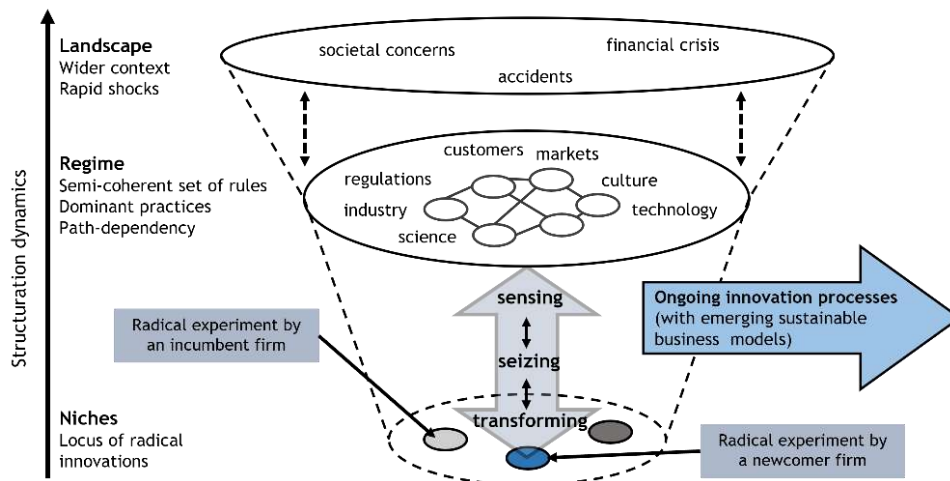 Landscape
Wider context
Rapid shocks
societal concerns
financial crisis
accidents
Regime
Semi-coherent set of rules
Dominant practices
Path-dependency
customers
markets
regulations
culture
industry
technology
science
Structuration dynamics
sensing
seizing
transforming
Ongoing innovation processes
(with emerging sustainable
business models)
Radical experiment by
an incumbent firm
Niches
Locus of radical
innovations
Radical experiment by
a newcomer firm